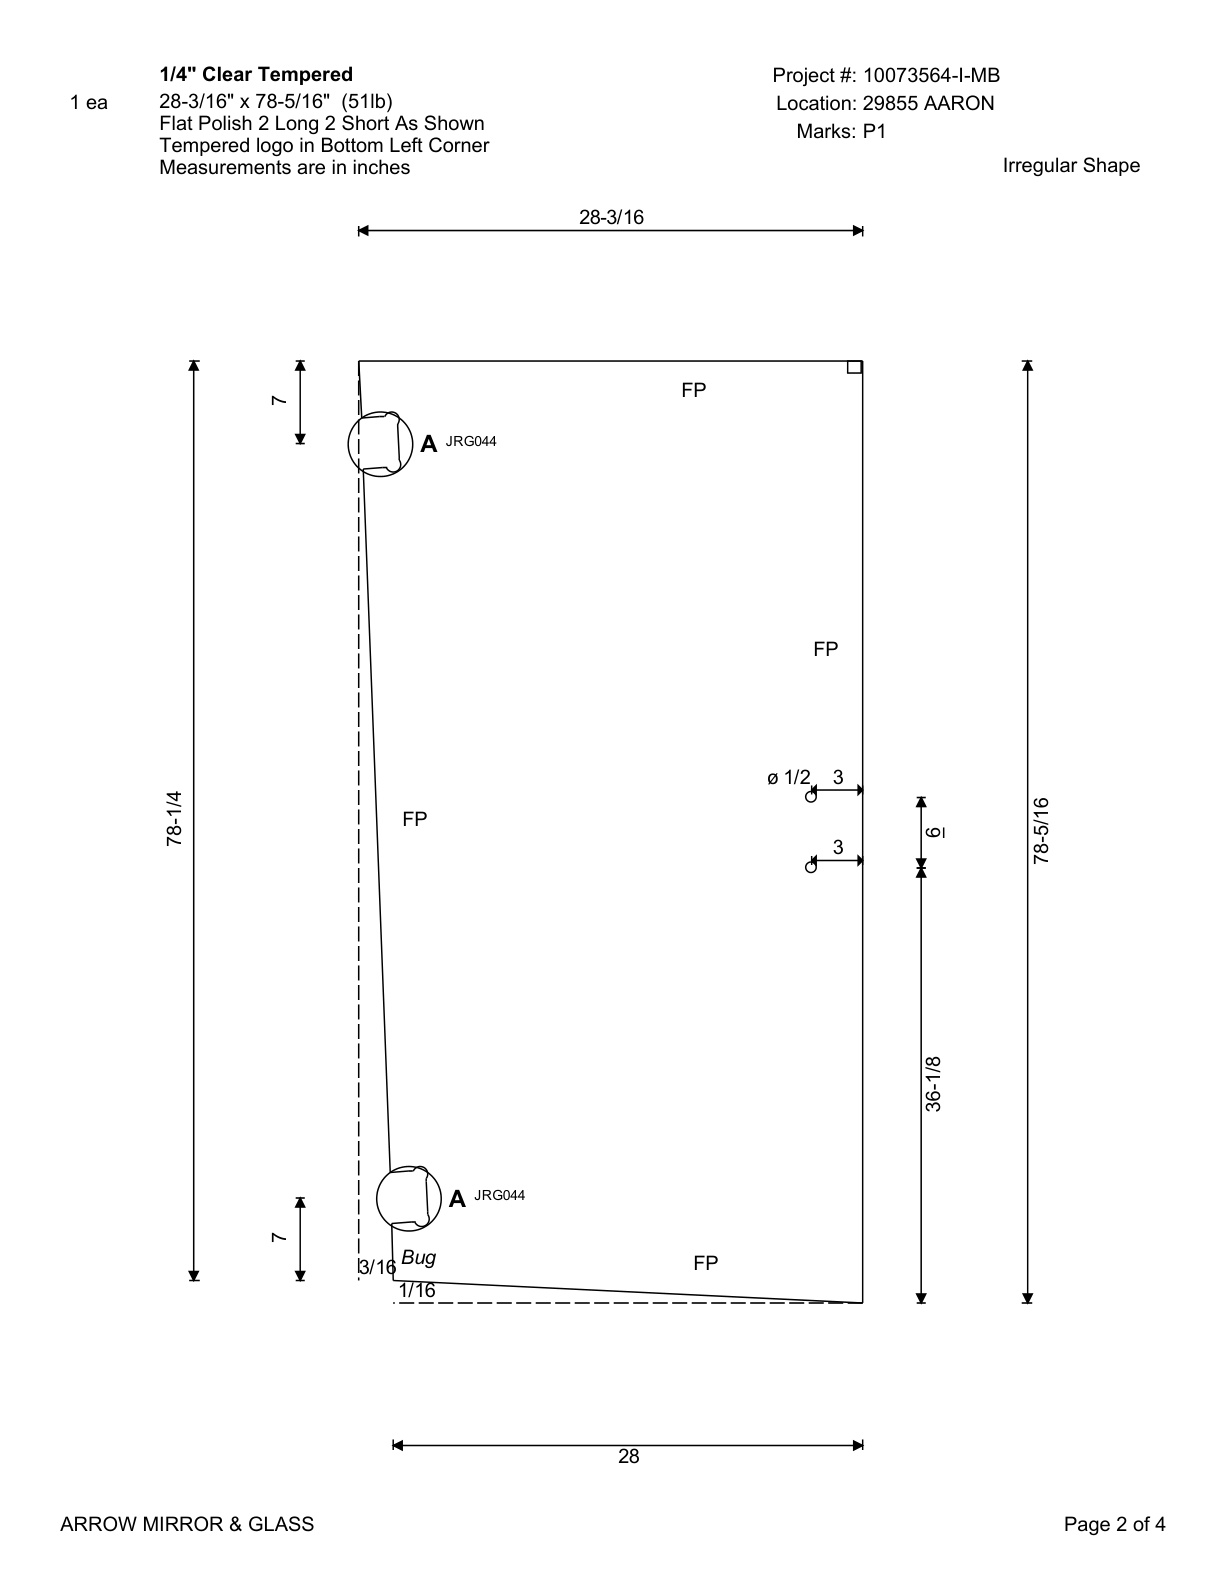 1/4" Clear Tempered
Project #: 10073564-I-MB
1 ea
28-3/16" x 78-5/16" (51lb)
Location: 29855 AARON
Flat Polish 2 Long 2 Short As Shown
Marks: P1
Tempered logo in Bottom Left Corner
Measurements are in inches
Irregular Shape
28-3/16
FP
7
A JRG044
FP
ø 1/2
3
78-1/4
FP
6
78-5/16
3
36-1/8
A JRG044
7
Bug
3/16
FP
1/16
28
ARROW MIRROR & GLASS
Page 2 of 4